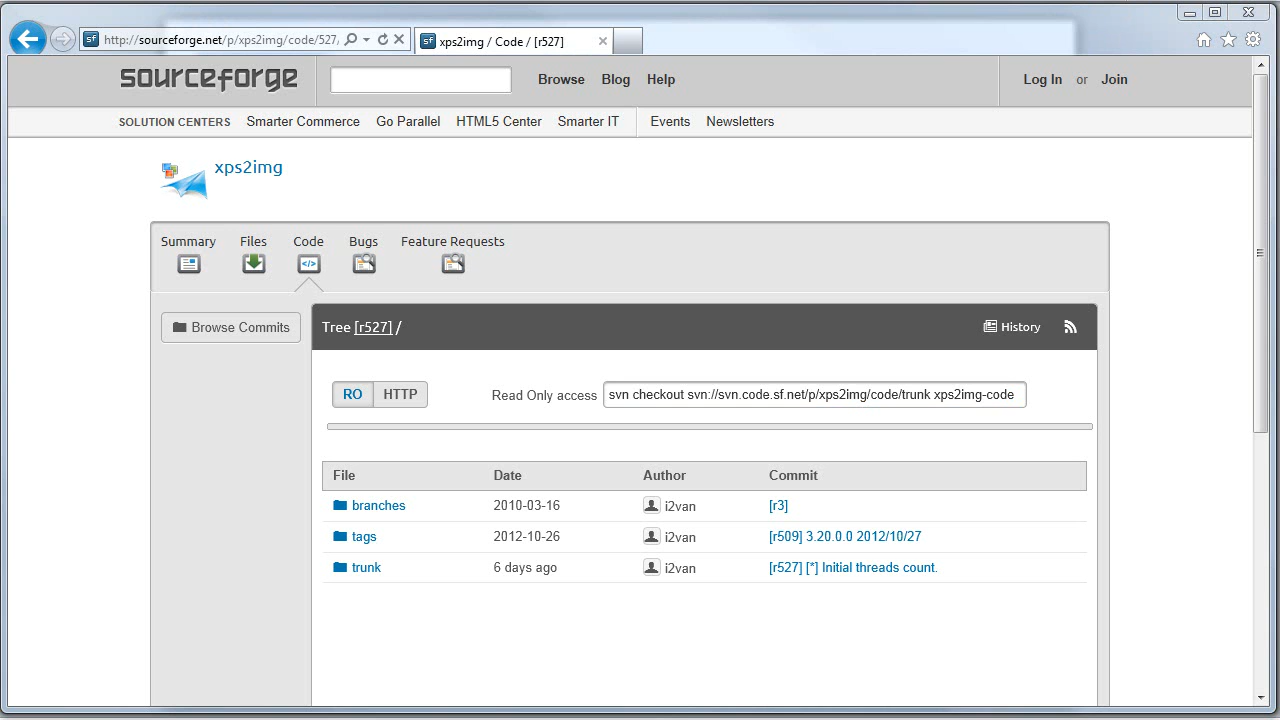 http://sourceforge.net/p/xps2img/code/527/
sf xps2img / Code / [r527]
sourceforge
Browse Blog Help
Log In or Join
SOLUTION CENTERS Smarter Commerce Go Parallel HTML5 Center Smarter IT Events Newsletters
xps2img
Summary Files Code Bugs Feature Requests
Browse Commits
Tree [r527] /
History
RO HTTP
Read Only access svn checkout svn://svn.code.sf.net/p/xps2img/code/trunk xps2img-code
File Date Author Commit
branches 2010-03-16 i2van [r3]
tags 2012-10-26 i2van [r509] 3.20.0.0 2012/10/27
trunk 6 days ago i2van [r527] [*] Initial threads count.